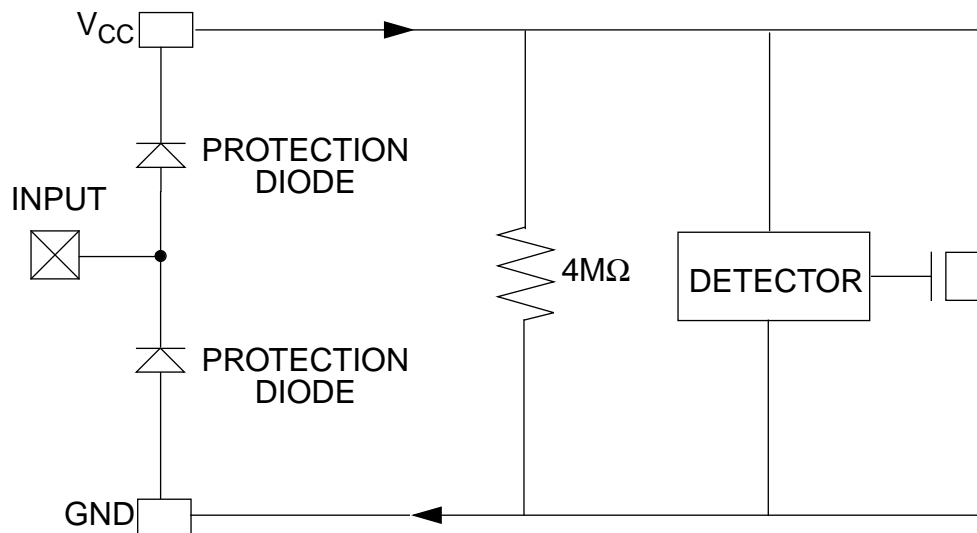 VCC
PROTECTION
DIODE
INPUT
4MΩ
DETECTOR
PROTECTION
DIODE
GND